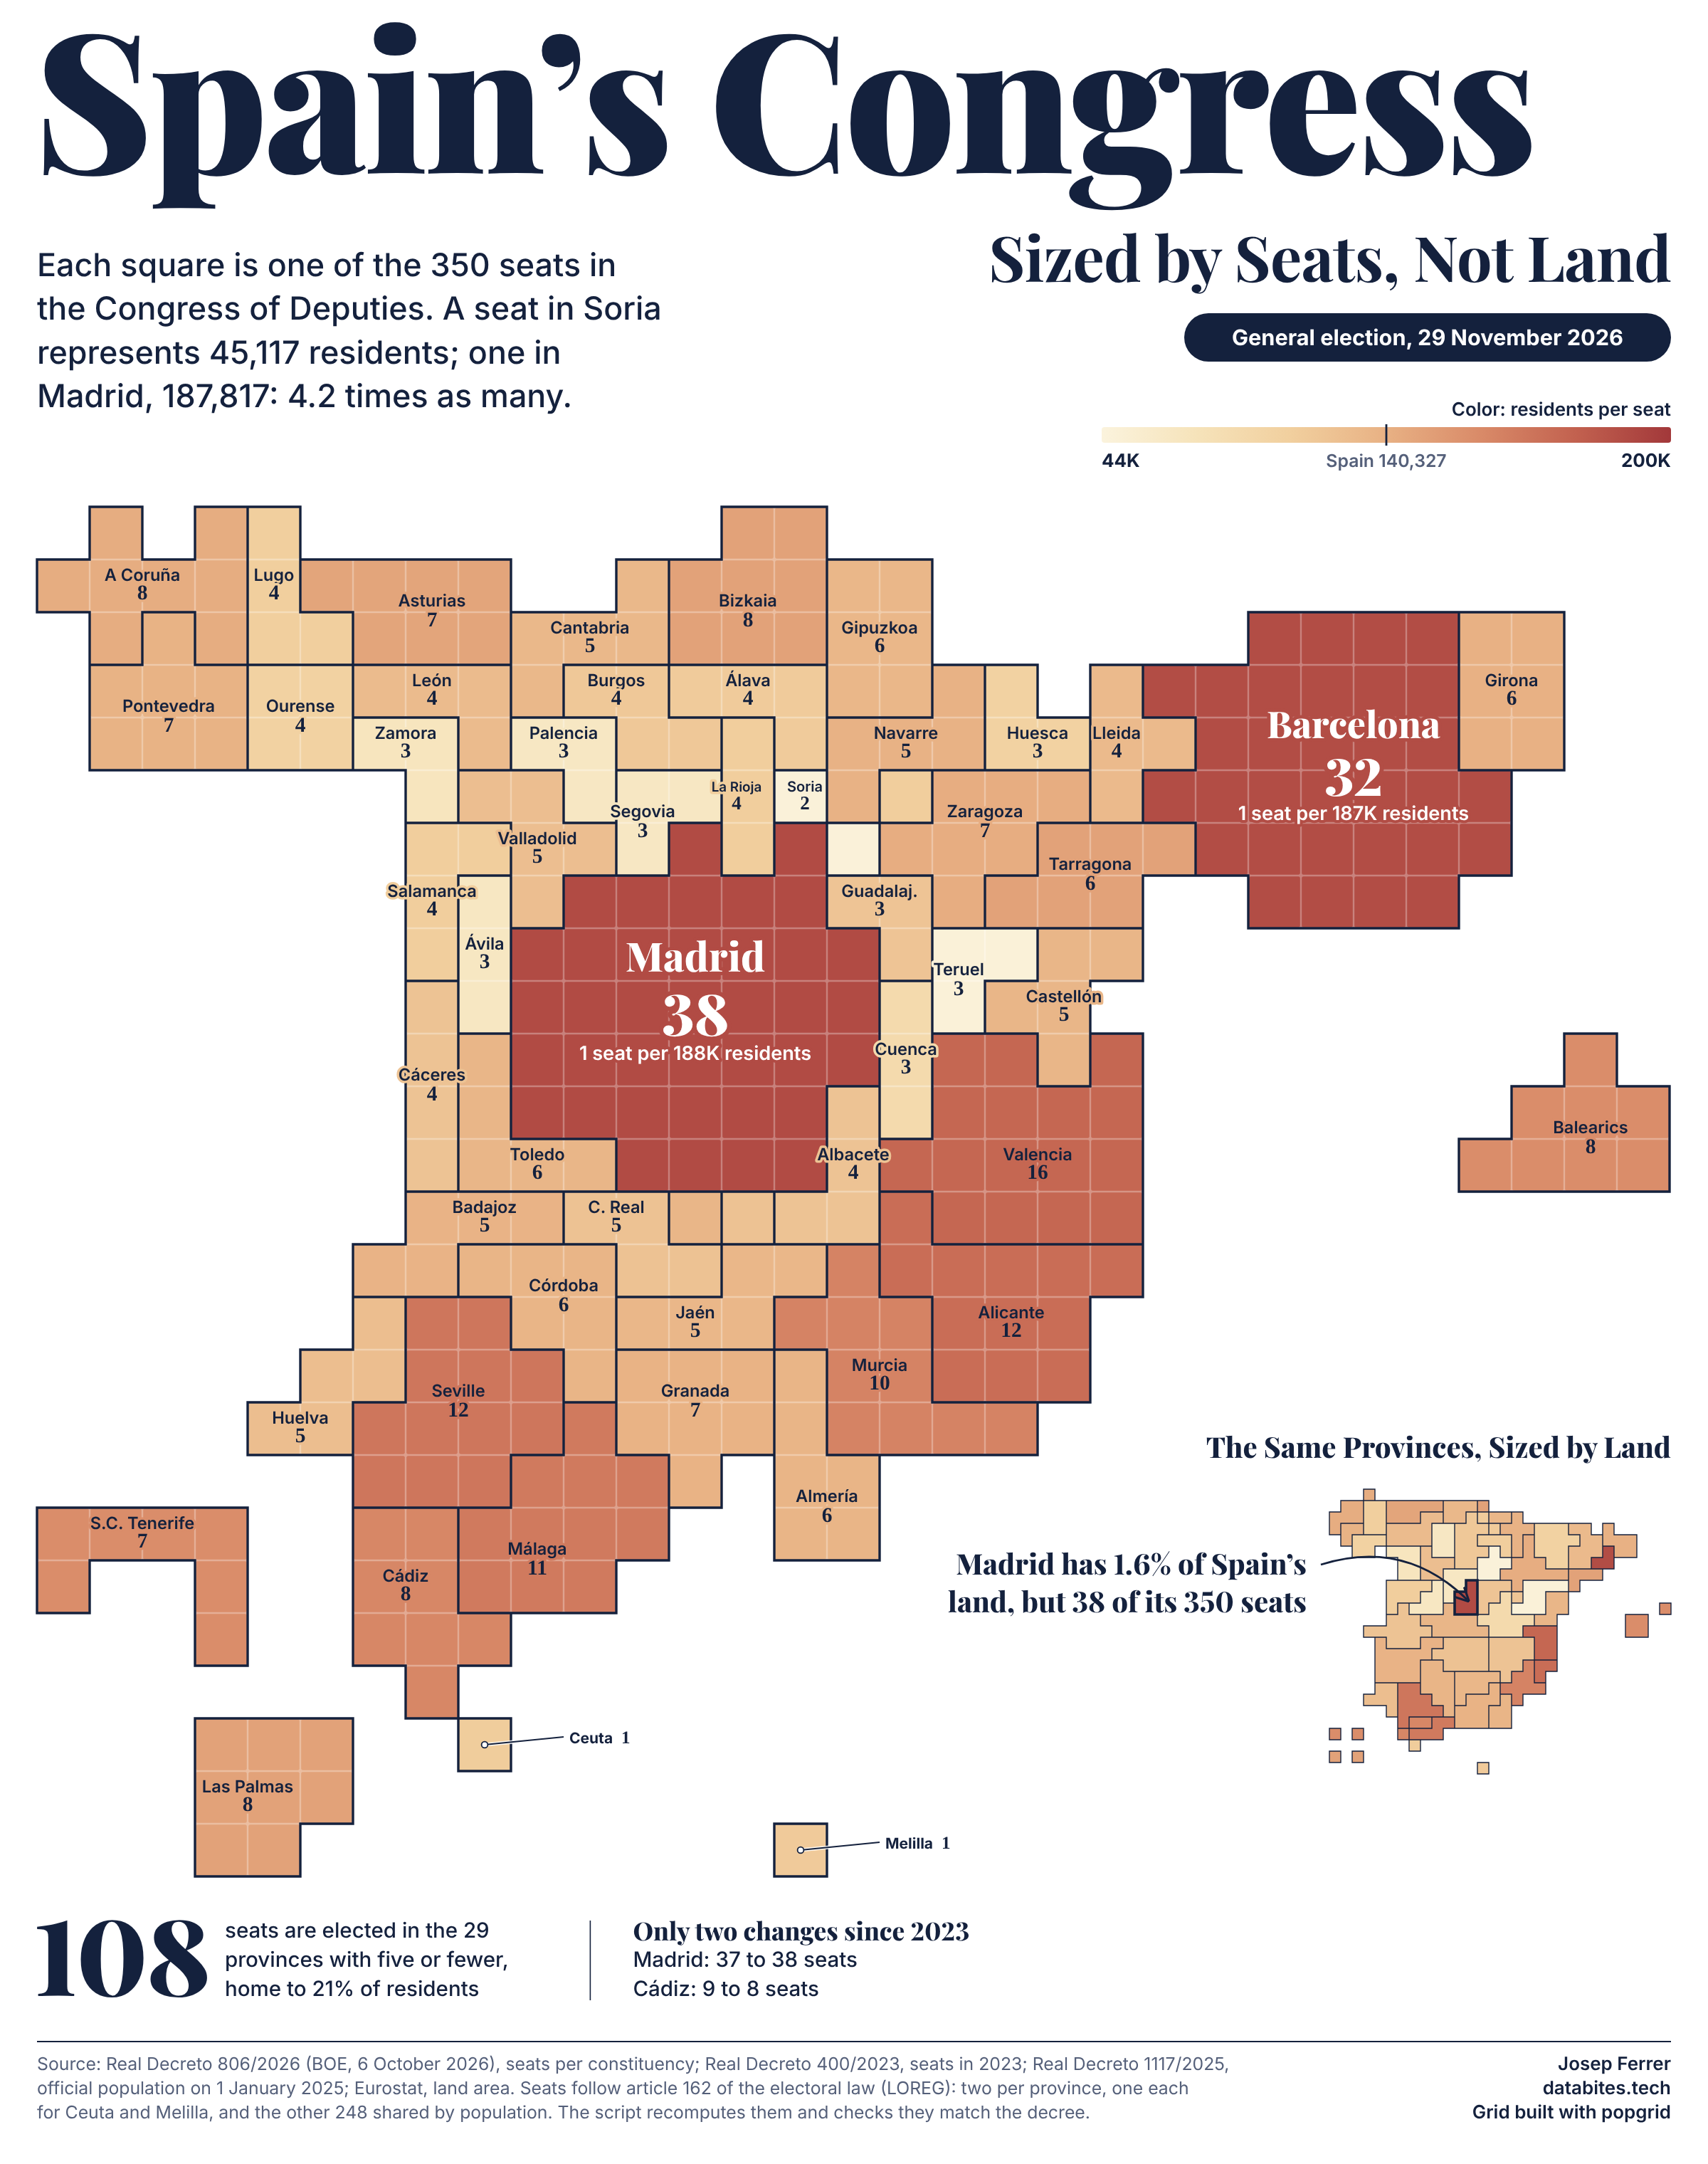 Spain's Congress
Sized by Seats, Not Land
Each square is one of the 350 seats in
the Congress of Deputies. A seat in Soria
represents 45,117 residents; one in
Madrid, 187,817: 4.2 times as many.
General election, 29 November 2026
Color: residents per seat
44K
Spain 140,327
200K
A Coruña
8
Lugo
4
Asturias
7
Cantabria
5
Bizkaia
8
Gipuzkoa
6
Pontevedra
7
Ourense
4
León
4
Burgos
4
Álava
4
Girona
6
Zamora
3
Palencia
3
Navarre
5
Huesca
3
Lleida
4
Barcelona
32
1 seat per 187K residents
La Rioja
4
Soria
2
Segovia
3
Zaragoza
7
Valladolid
5
Tarragona
6
Salamanca
4
Guadalaj.
3
Ávila
3
Madrid
38
1 seat per 188K residents
Teruel
3
Castellón
5
Cuenca
3
Cáceres
4
Balearics
8
Toledo
6
Albacete
4
Valencia
16
Badajoz
5
C. Real
5
Córdoba
6
Jaén
5
Alicante
12
Murcia
10
Seville
12
Granada
7
Huelva
5
Almería
6
S.C. Tenerife
7
Málaga
11
Cádiz
8
Ceuta 1
Las Palmas
8
Melilla 1
The Same Provinces, Sized by Land
Madrid has 1.6% of Spain's
land, but 38 of its 350 seats
108
seats are elected in the 29
provinces with five or fewer,
home to 21% of residents
Only two changes since 2023
Madrid: 37 to 38 seats
Cádiz: 9 to 8 seats
Source: Real Decreto 806/2026 (BOE, 6 October 2026), seats per constituency; Real Decreto 400/2023, seats in 2023; Real Decreto 1117/2025,
official population on 1 January 2025; Eurostat, land area. Seats follow article 162 of the electoral law (LOREG): two per province, one each
for Ceuta and Melilla, and the other 248 shared by population. The script recomputes them and checks they match the decree.
Josep Ferrer
databites.tech
Grid built with popgrid